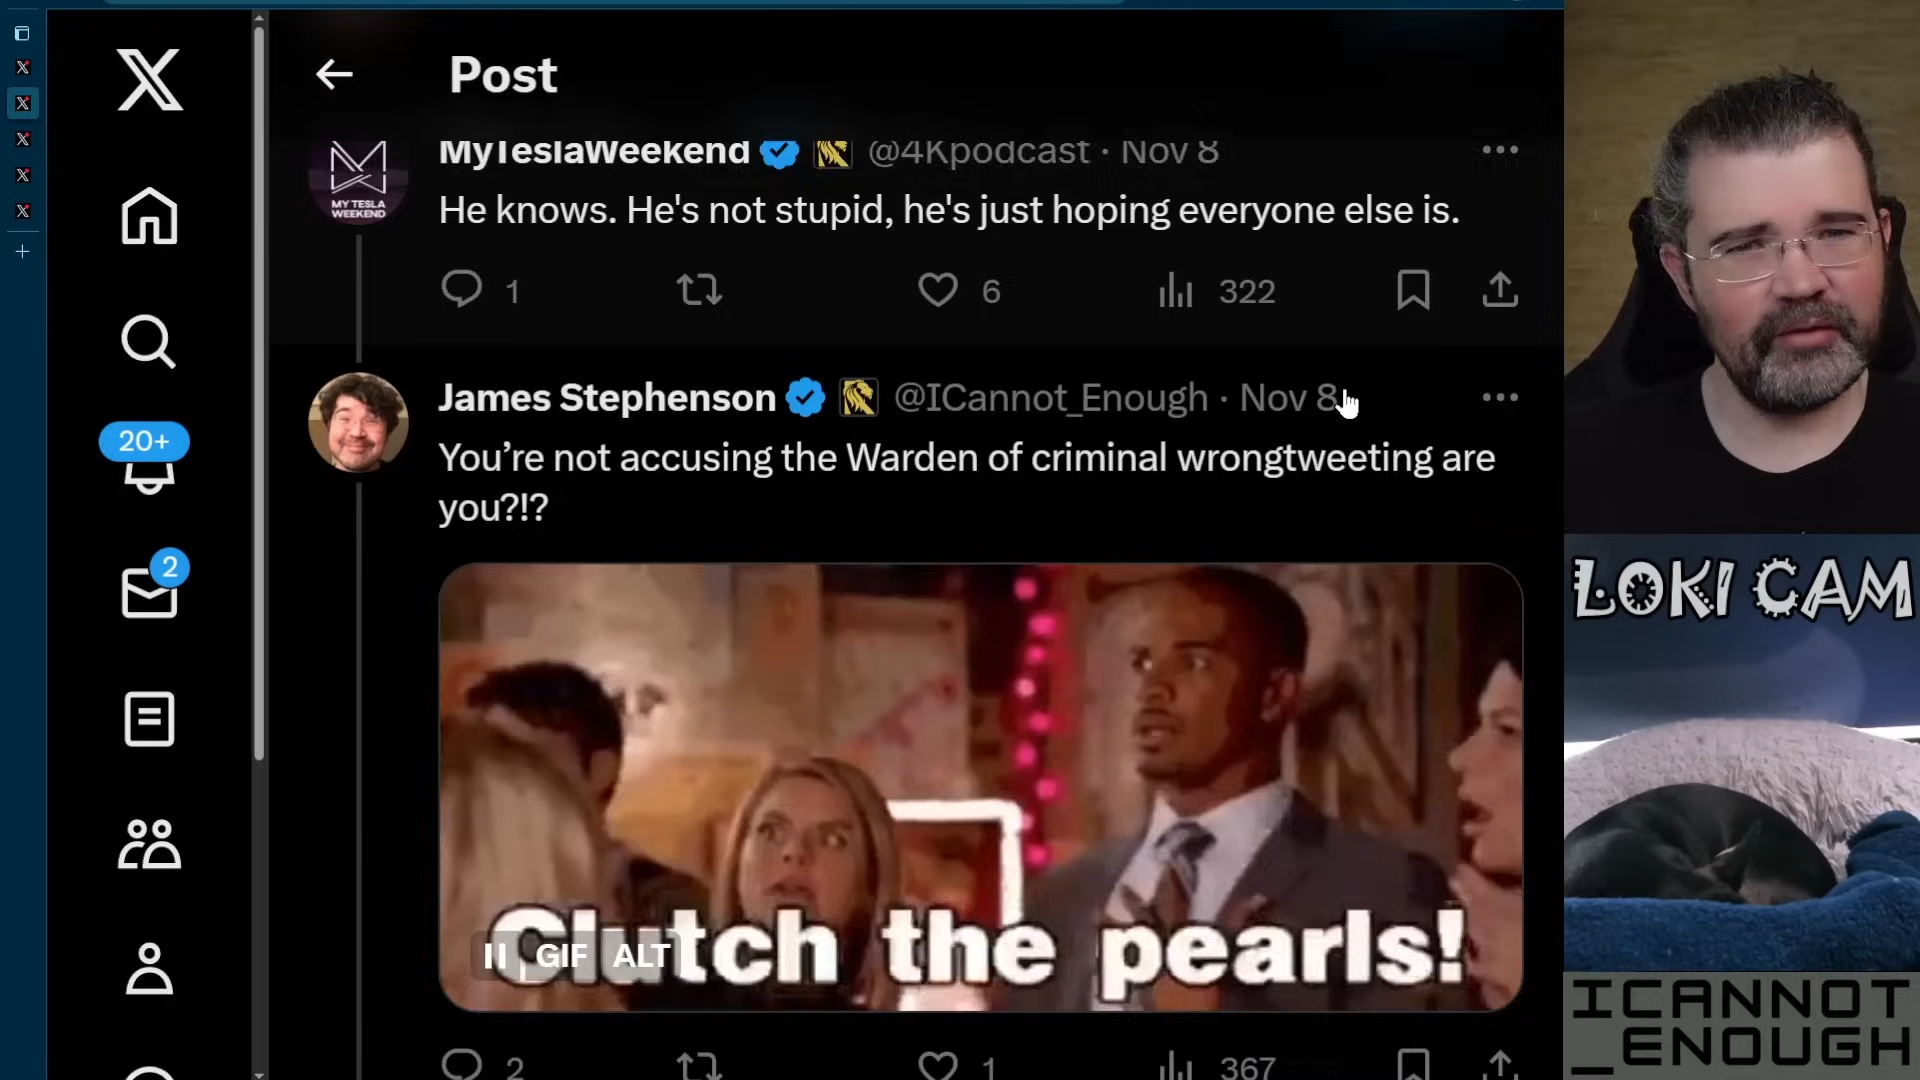 Post
MyTeslaWeekend @4Kpodcast · Nov 8
MY TESLA
WEEKEND
He knows. He's not stupid, he's just hoping everyone else is.
1 6 322
James Stephenson @ICannot_Enough · Nov 8
You’re not accusing the Warden of criminal wrongtweeting are
you?!?
20+
2
Clutch the pearls!
GIF ALT
2 1 367
LOKI CAM
ICANNOT
_ENOUGH